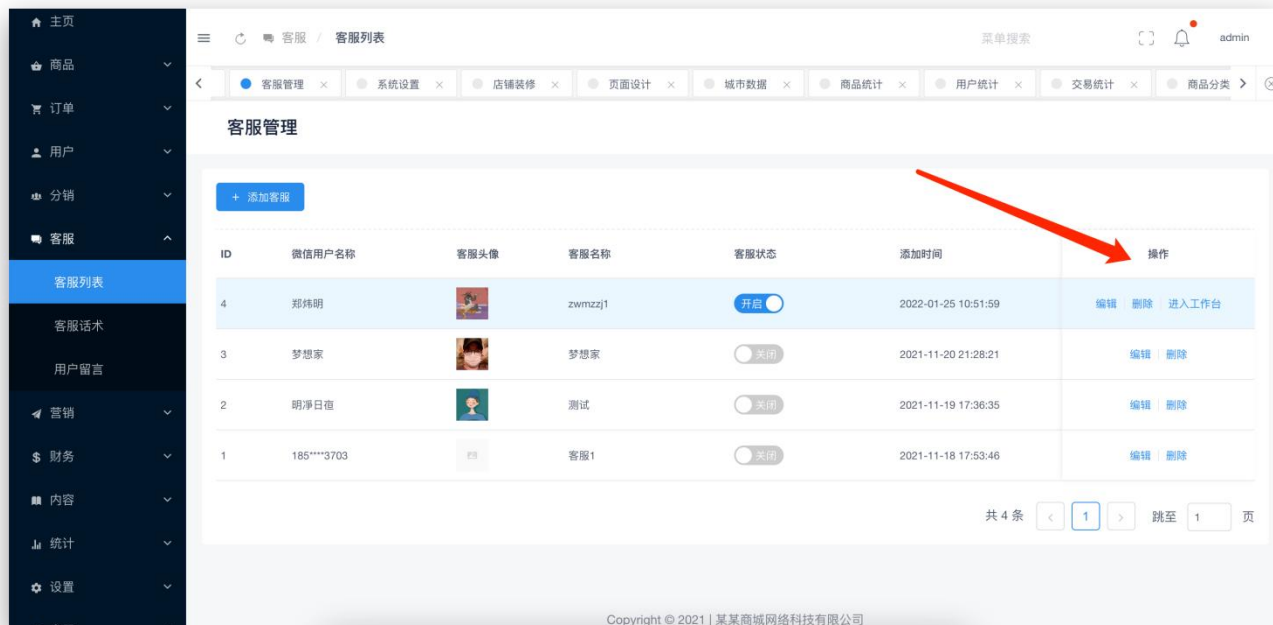 主页
商品
订单
用户
分销
客服
客服列表
客服话术
用户留言
营销
财务
内容
统计
设置
客服 / 客服列表
菜单搜索
admin
客服管理 × 系统设置 × 店铺装修 × 页面设计 × 城市数据 × 商品统计 × 用户统计 × 交易统计 × 商品分类
客服管理
+ 添加客服
ID 微信用户名称 客服头像 客服名称 客服状态 添加时间 操作
4 郑炜明 zwmzzj1 开启 2022-01-25 10:51:59 编辑 删除 进入工作台
3 梦想家 梦想家 关闭 2021-11-20 21:28:21 编辑 删除
2 明凈日宿 测试 关闭 2021-11-19 17:36:35 编辑 删除
1 185****3703 客服1 关闭 2021-11-18 17:53:46 编辑 删除
共 4 条 < 1 > 跳至 1 页
Copyright © 2021 | 某某商城网络科技有限公司